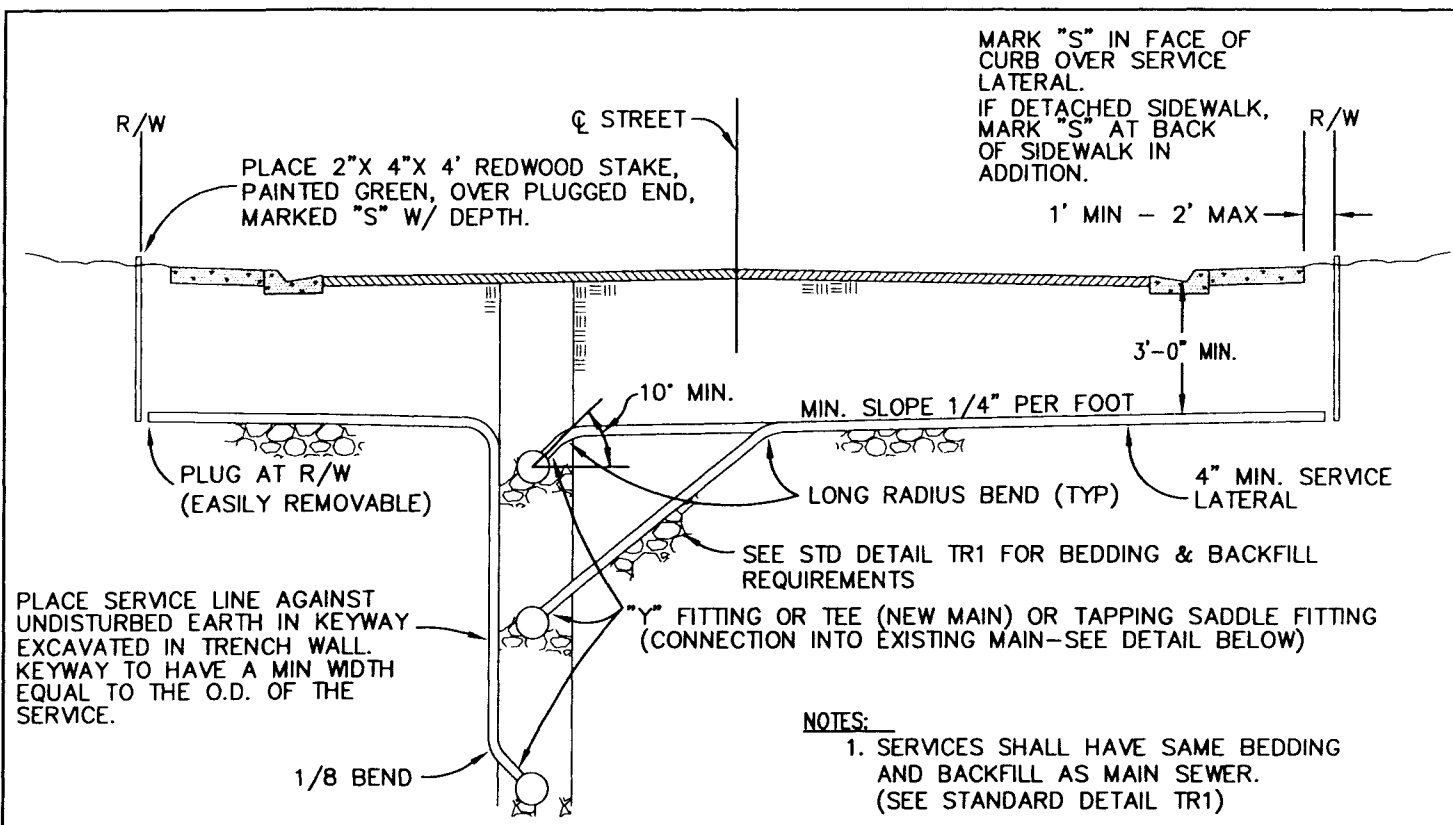 MARK "S" IN FACE OF
CURB OVER SERVICE
LATERAL.
IF DETACHED SIDEWALK,
MARK "S" AT BACK
OF SIDEWALK IN
ADDITION.
R/W
℄ STREET
R/W
PLACE 2"X 4"X 4' REDWOOD STAKE,
PAINTED GREEN, OVER PLUGGED END,
MARKED "S" W/ DEPTH.
1' MIN - 2' MAX
3'-0" MIN.
10° MIN.
MIN. SLOPE 1/4" PER FOOT
PLUG AT R/W
(EASILY REMOVABLE)
LONG RADIUS BEND (TYP)
4" MIN. SERVICE
LATERAL
SEE STD DETAIL TR1 FOR BEDDING & BACKFILL
REQUIREMENTS
PLACE SERVICE LINE AGAINST
UNDISTURBED EARTH IN KEYWAY
EXCAVATED IN TRENCH WALL.
KEYWAY TO HAVE A MIN WIDTH
EQUAL TO THE O.D. OF THE
SERVICE.
"Y" FITTING OR TEE (NEW MAIN) OR TAPPING SADDLE FITTING
(CONNECTION INTO EXISTING MAIN-SEE DETAIL BELOW)
1/8 BEND
NOTES:
1. SERVICES SHALL HAVE SAME BEDDING
AND BACKFILL AS MAIN SEWER.
(SEE STANDARD DETAIL TR1)